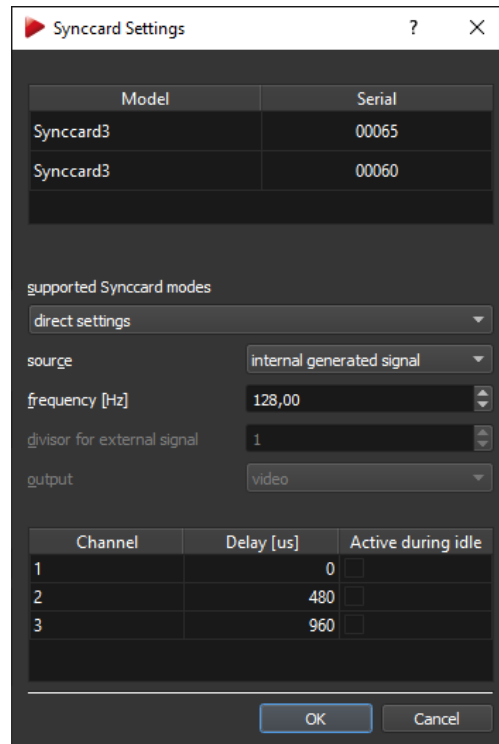 Synccard Settings ?
Model Serial
Synccard3 00065
Synccard3 00060
supported Synccard modes
direct settings
source internal generated signal
frequency [Hz] 128,00
divisor for external signal 1
output video
Channel Delay [us] Active during idle
1 0
2 480
3 960
OK Cancel